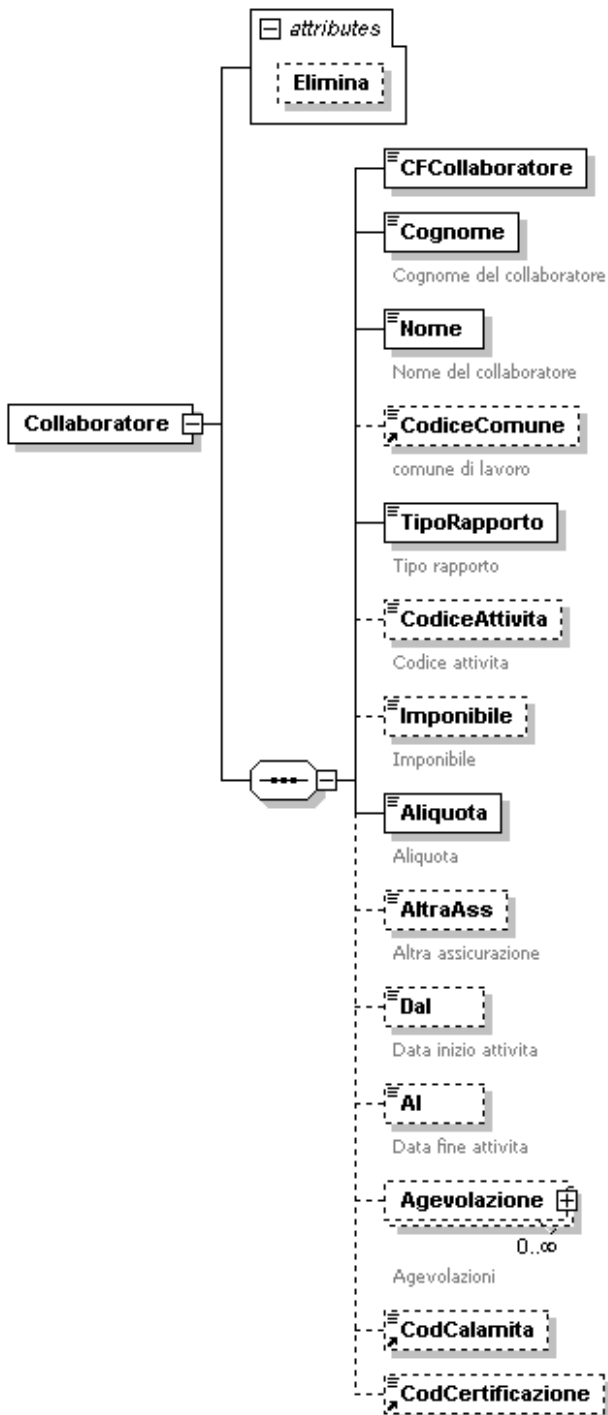 attributes
Elimina
CFCollaboratore
Cognome
Cognome del collaboratore
Nome
Nome del collaboratore
Collaboratore
CodiceComune
comune di lavoro
TipoRapporto
Tipo rapporto
CodiceAttivita
Codice attivita
Imponibile
Imponibile
Aliquota
Aliquota
AltraAss
Altra assicurazione
Dal
Data inizio attivita
Al
Data fine attivita
Agevolazione
0..∞
Agevolazioni
CodCalamita
CodCertificazione